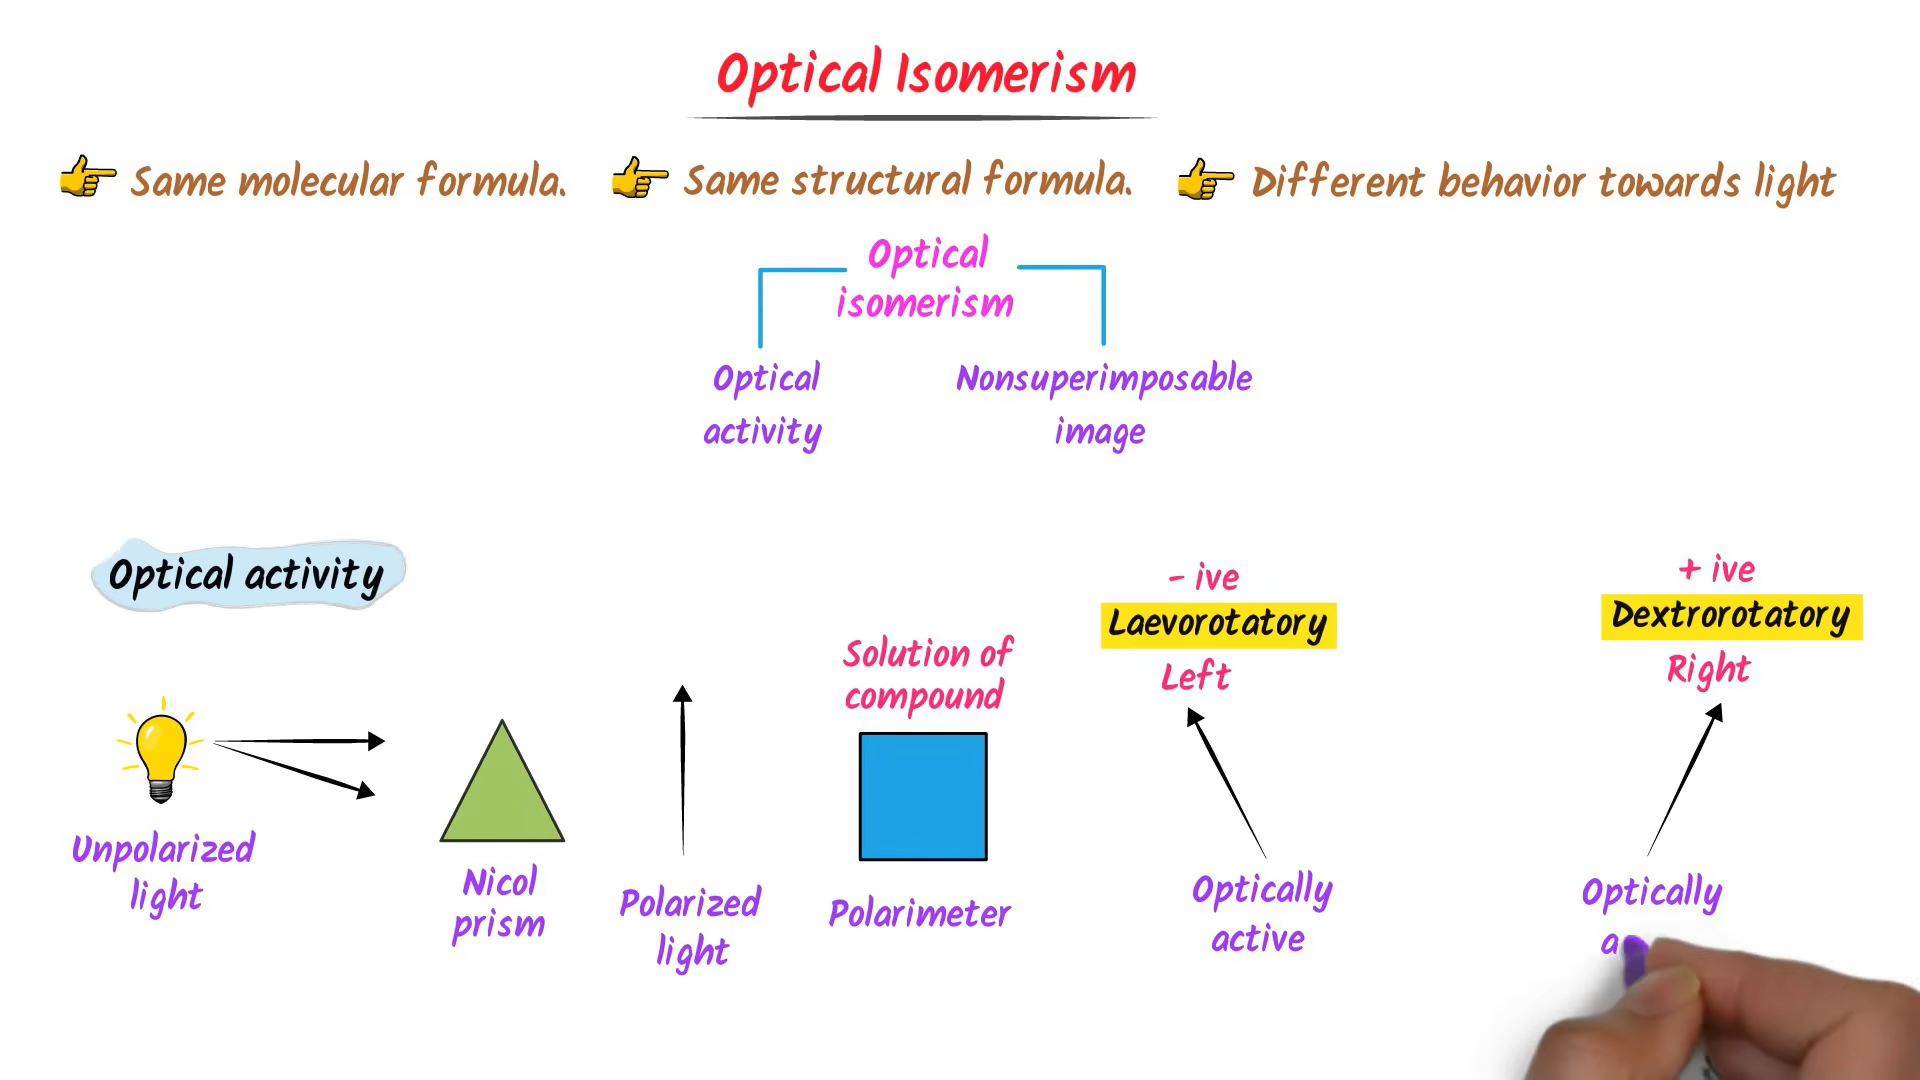 Optical Isomerism
Same molecular formula.
Same structural formula.
Different behavior towards light
Optical
isomerism
Optical
activity
Nonsuperimposable
image
Optical activity
Unpolarized
light
Nicol
prism
Polarized
light
Solution of
compound
Polarimeter
- ive
Laevorotatory
Left
Optically
active
+ ive
Dextrorotatory
Right
Optically
a